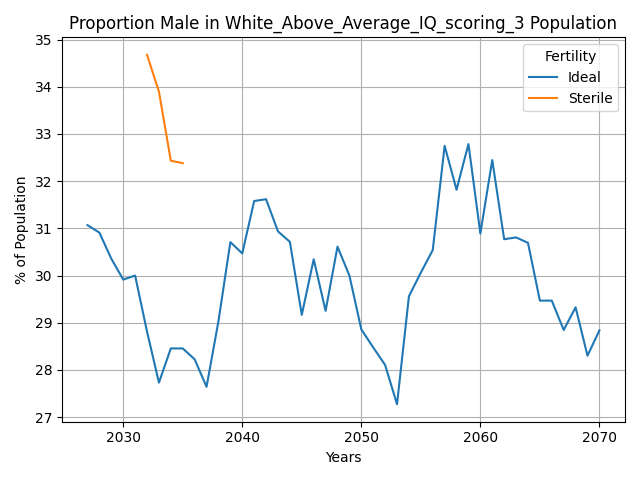 Proportion Male in White_Above_Average_IQ_scoring_3 Population
35
34
33
32
31
30
29
28
27
% of Population
Fertility
Ideal
Sterile
2030 2040 2050 2060 2070
Years